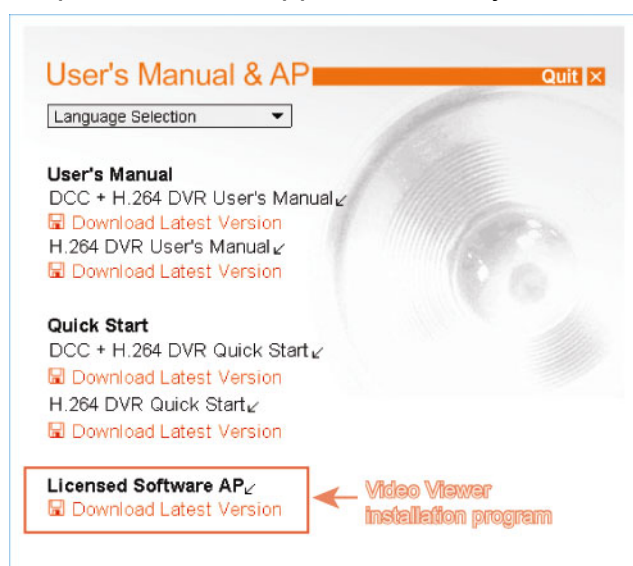 User's Manual & AP
Quit
Language Selection
User's Manual
DCC + H.264 DVR User's Manual
Download Latest Version
H.264 DVR User's Manual
Download Latest Version
Quick Start
DCC + H.264 DVR Quick Start
Download Latest Version
H.264 DVR Quick Start
Download Latest Version
Licensed Software AP
Download Latest Version
Video Viewer
installation program